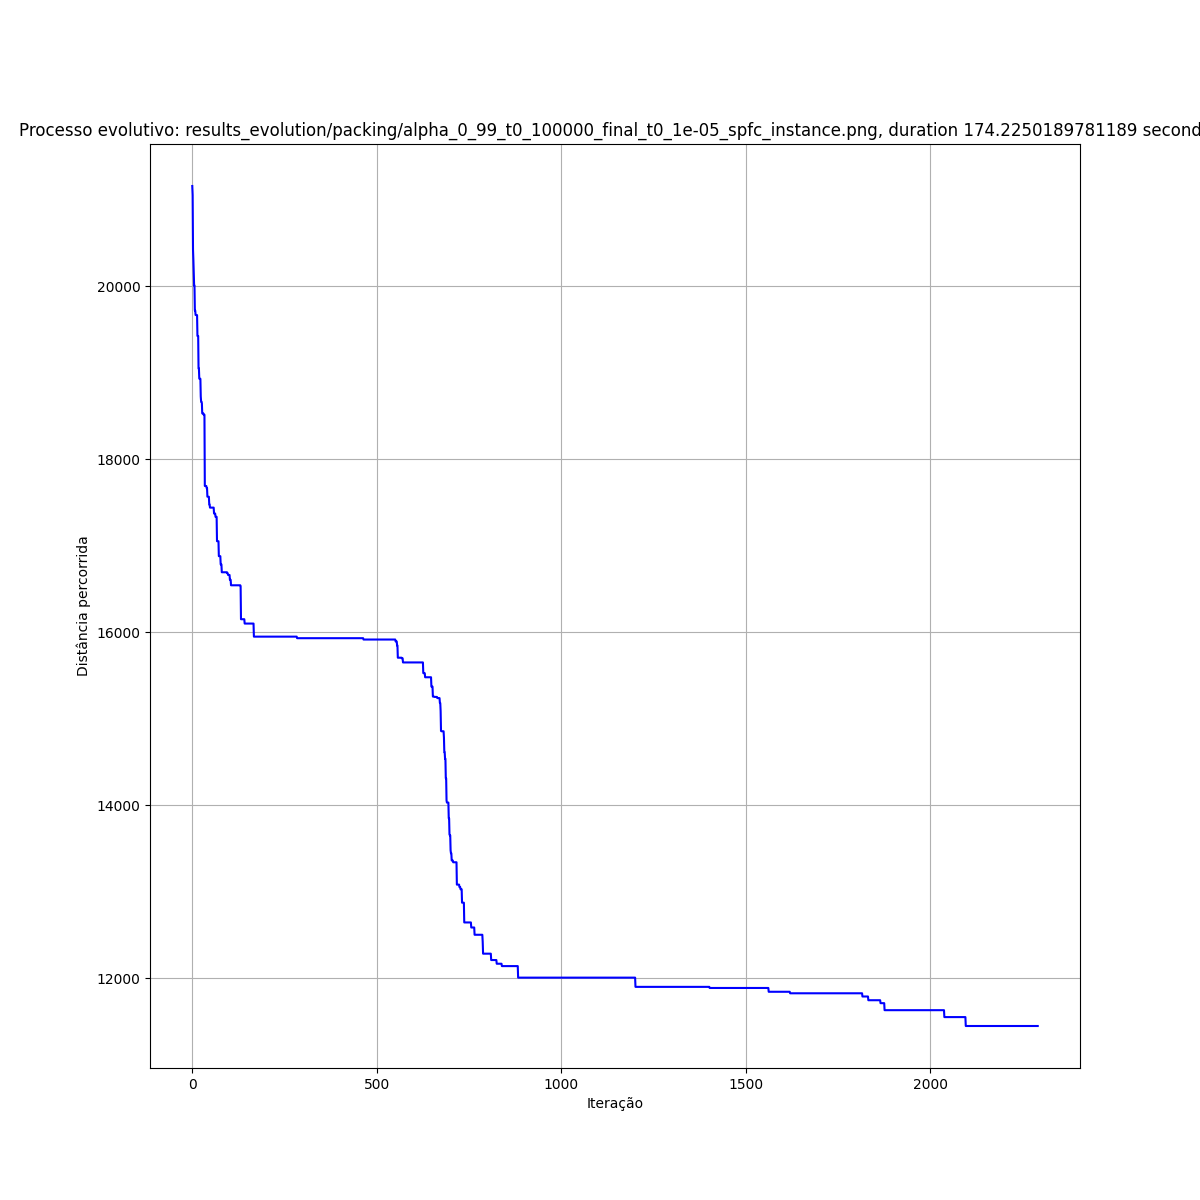 Processo evolutivo: results_evolution/packing/alpha_0_99_t0_100000_final_t0_1e-05_spfc_instance.png, duration 174.2250189781189 second
20000
18000
16000
14000
12000
Distância percorrida
0 500 1000 1500 2000
Iteração